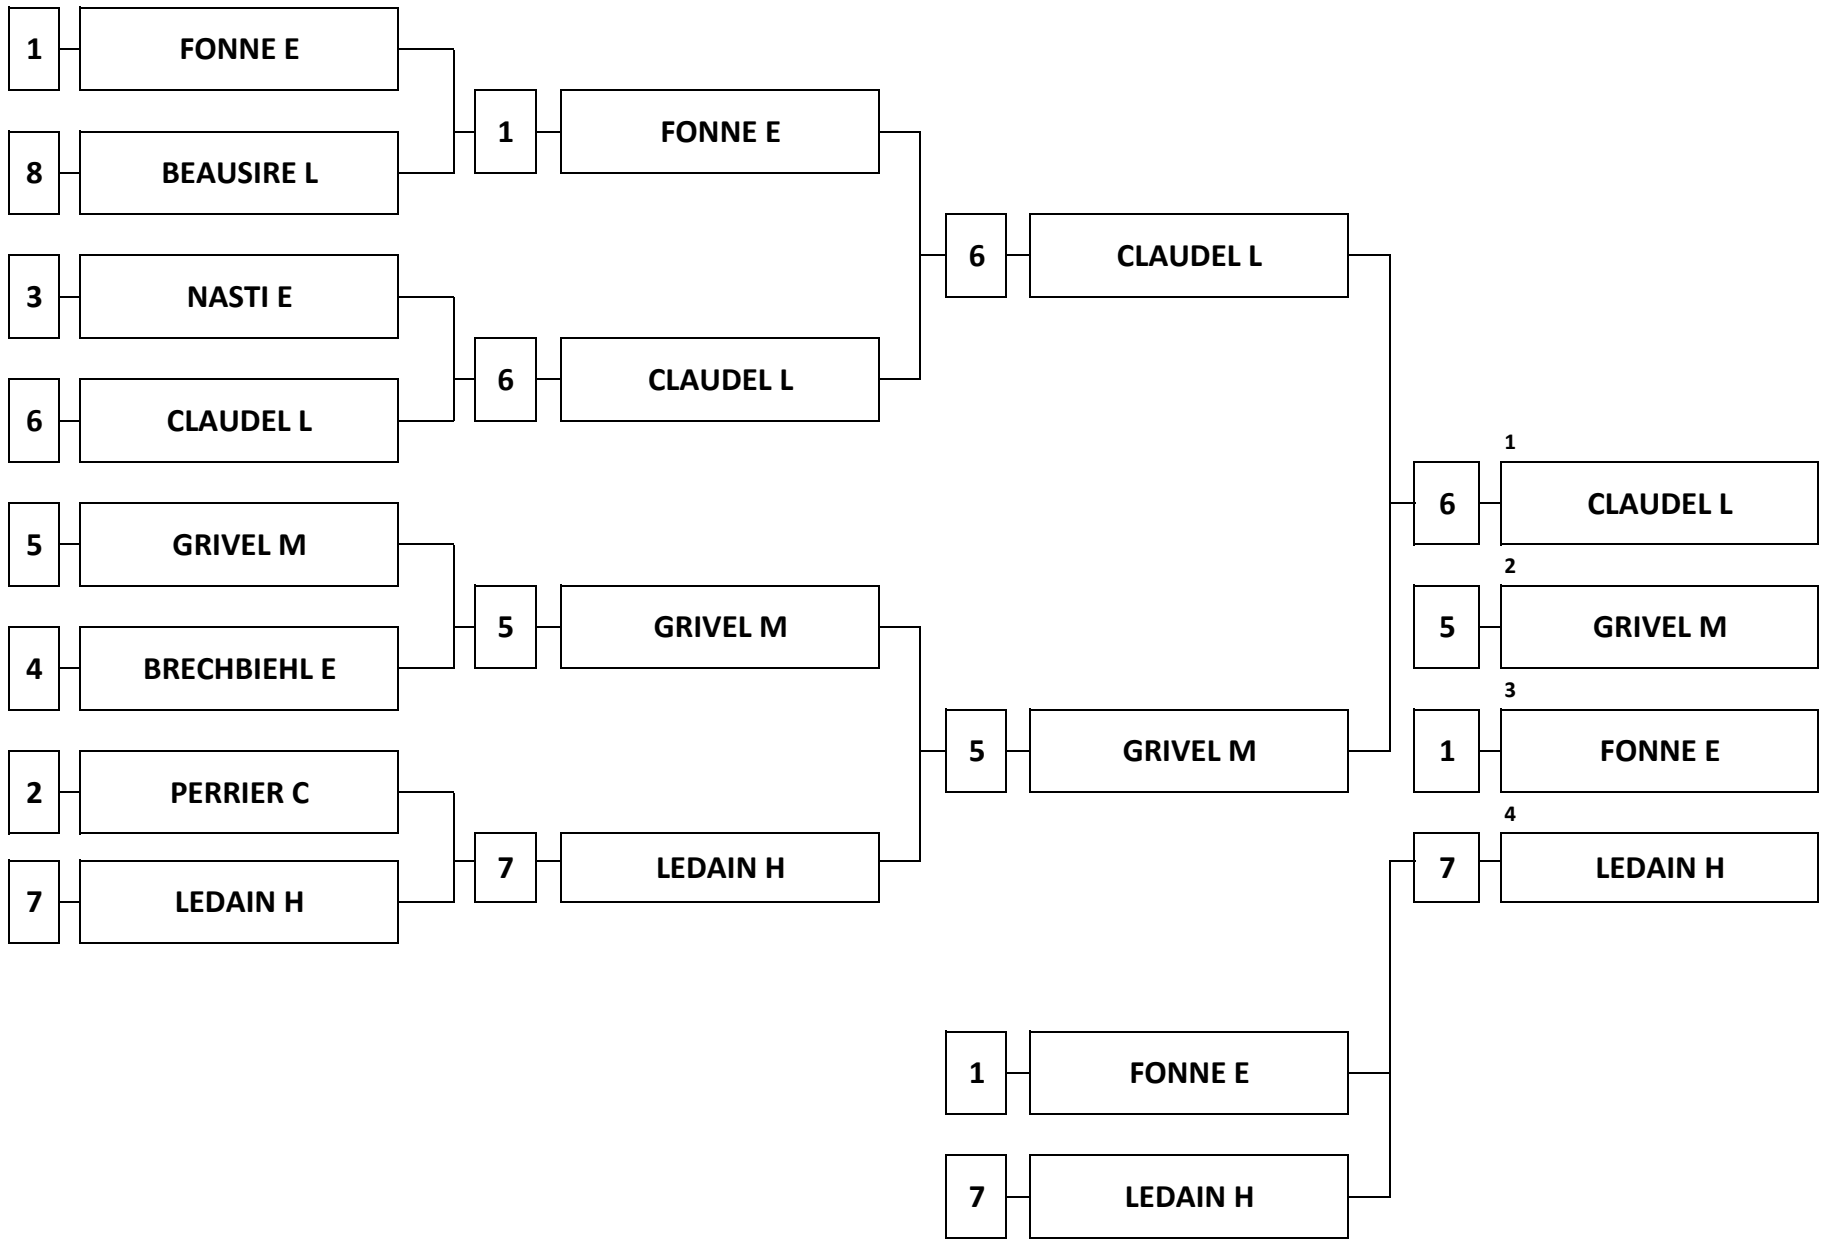 1 FONNE E
8 BEAUSIRE L
3 NASTI E
6 CLAUDEL L
5 GRIVEL M
4 BRECHBIEHL E
2 PERRIER C
7 LEDAIN H
1 FONNE E
6 CLAUDEL L
5 GRIVEL M
7 LEDAIN H
6 CLAUDEL L
5 GRIVEL M
1 FONNE E
7 LEDAIN H
1
6 CLAUDEL L
2
5 GRIVEL M
3
1 FONNE E
4
7 LEDAIN H